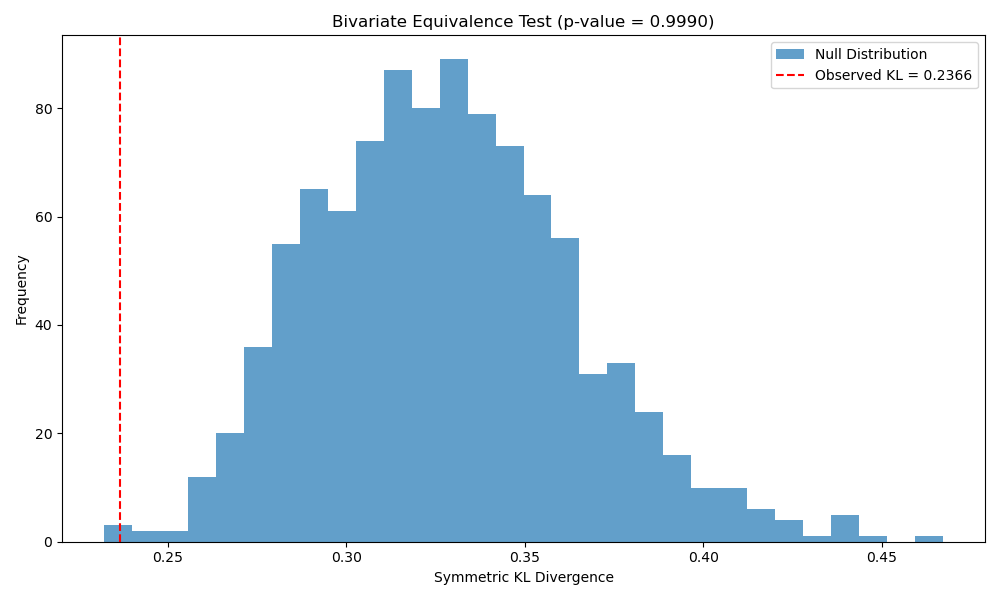 Bivariate Equivalence Test (p-value = 0.9990)
Null Distribution
Observed KL = 0.2366
80
60
40
20
0
Frequency
0.25
0.30
0.35
0.40
0.45
Symmetric KL Divergence